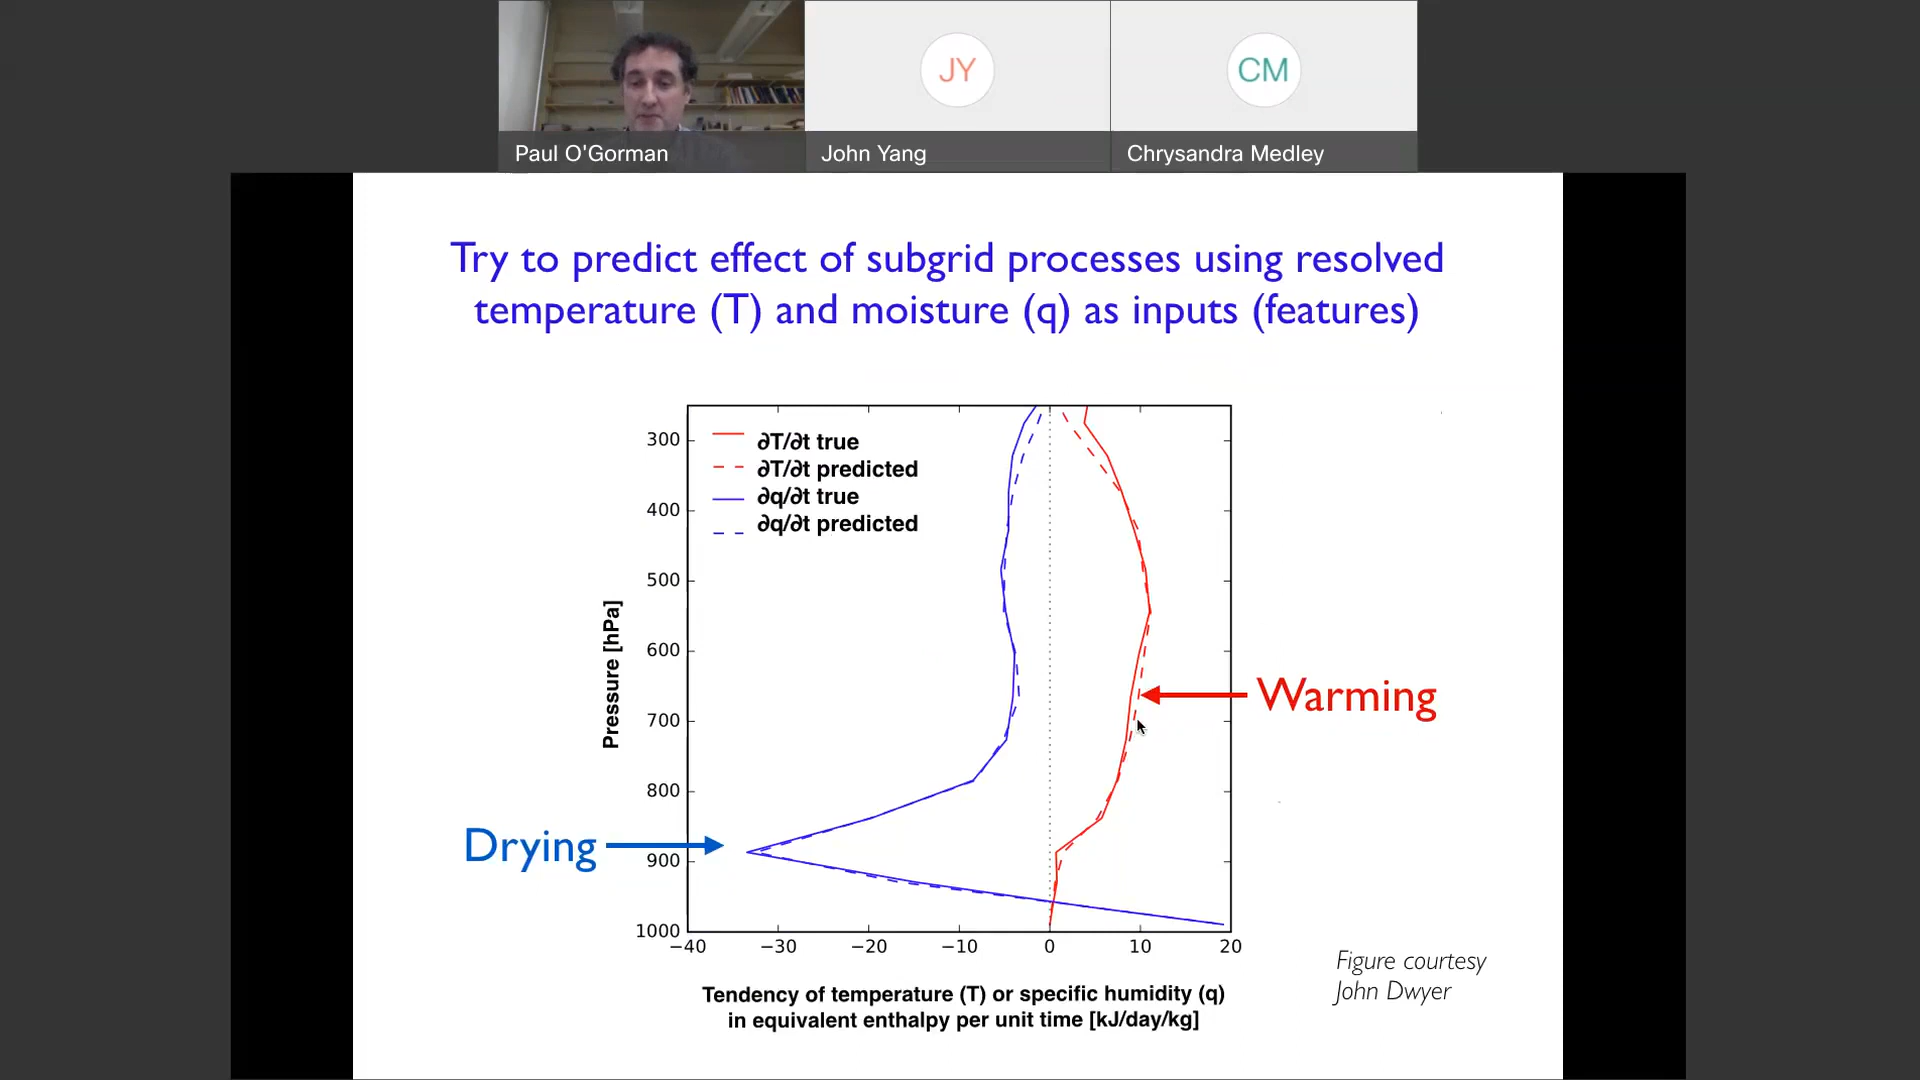 JY
CM
Paul O'Gorman
John Yang
Chrysandra Medley
Try to predict effect of subgrid processes using resolved
temperature (T) and moisture (q) as inputs (features)
∂T/∂t true
∂T/∂t predicted
∂q/∂t true
∂q/∂t predicted
300
400
500
600
700
800
900
1000
Pressure [hPa]
Warming
Drying
−40
−30
−20
−10
0
10
20
Tendency of temperature (T) or specific humidity (q)
in equivalent enthalpy per unit time [kJ/day/kg]
Figure courtesy
John Dwyer